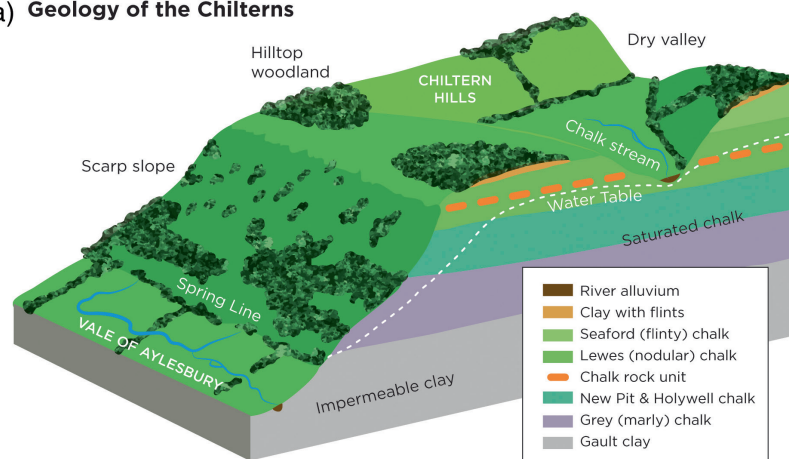 a) Geology of the Chilterns
Hilltop
woodland
CHILTERN
HILLS
Dry valley
Scarp slope
Chalk stream
Water Table
Saturated chalk
Spring Line
VALE OF AYLESBURY
Impermeable clay
River alluvium
Clay with flints
Seaford (flinty) chalk
Lewes (nodular) chalk
Chalk rock unit
New Pit & Holywell chalk
Grey (marly) chalk
Gault clay